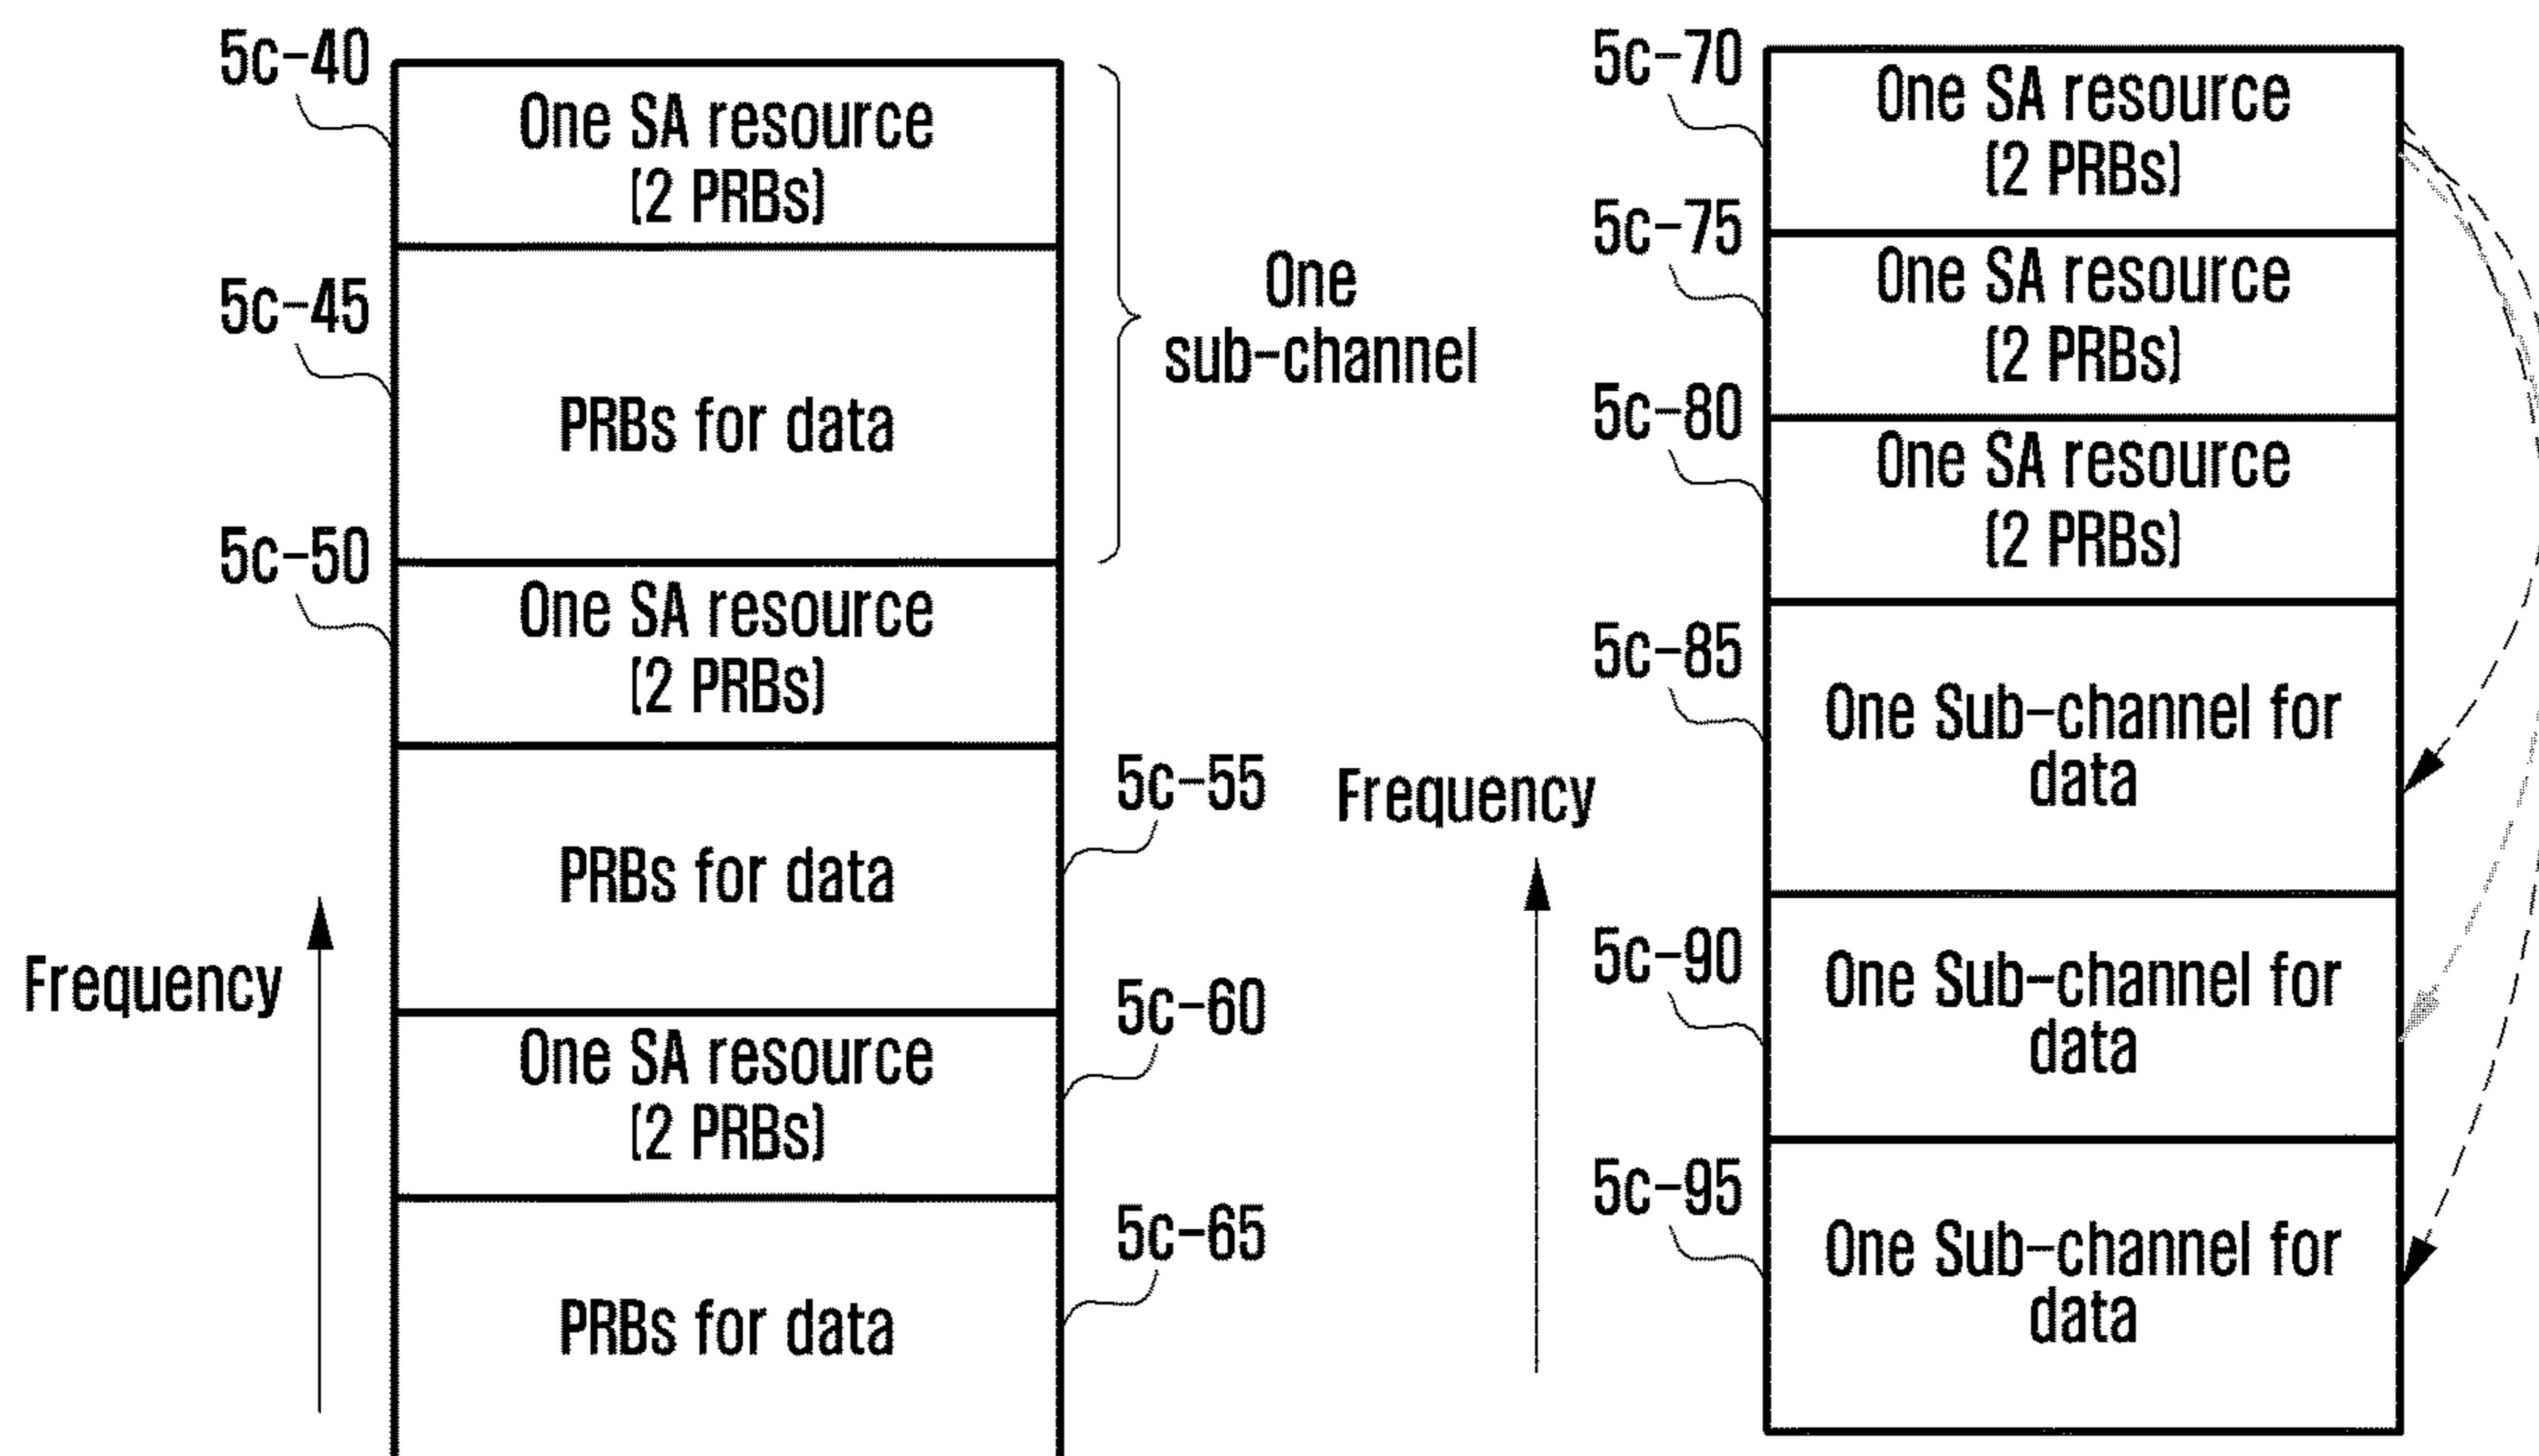 5c-40
One SA resource
(2 PRBs)
5c-45
PRBs for data
One
sub-channel
5c-50
One SA resource
(2 PRBs)
5c-55
PRBs for data
Frequency
5c-60
One SA resource
(2 PRBs)
5c-65
PRBs for data
5c-70
One SA resource
(2 PRBs)
5c-75
One SA resource
(2 PRBs)
5c-80
One SA resource
(2 PRBs)
5c-85
One Sub-channel for
data
Frequency
5c-90
One Sub-channel for
data
5c-95
One Sub-channel for
data